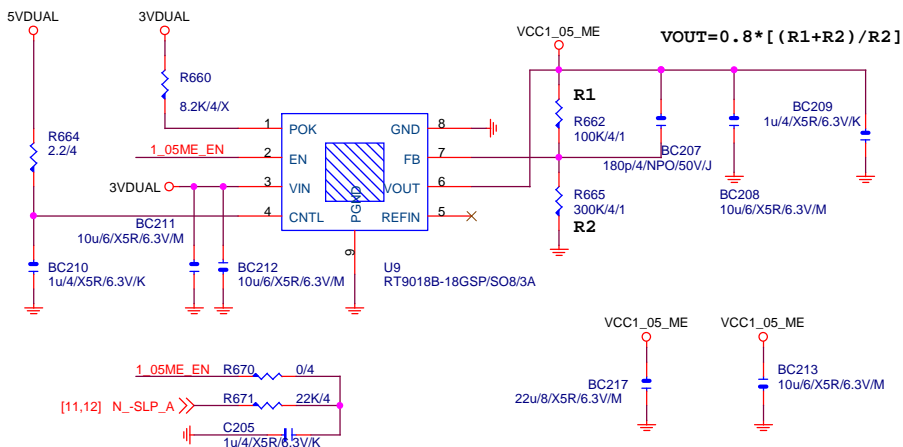 5VDUAL
3VDUAL
VCC1_05_ME
VOUT=0.8*[(R1+R2)/R2]
R660
8.2K/4/X
R664
2.2/4
1_05ME_EN
3VDUAL
1
2
3
4
POK
EN
VIN
CNTL
PGND
9
GND
FB
VOUT
REFIN
8
7
6
5
U9
RT9018B-18GSP/SO8/3A
R1
R662
100K/4/1
R665
300K/4/1
R2
BC207
180p/4/NPO/50V/J
BC208
10u/6/X5R/6.3V/M
BC209
1u/4/X5R/6.3V/K
BC211
10u/6/X5R/6.3V/M
BC210
1u/4/X5R/6.3V/K
BC212
10u/6/X5R/6.3V/M
1_05ME_EN
R670
0/4
[11,12] N_-SLP_A
R671
22K/4
C205
1u/4/X5R/6.3V/K
VCC1_05_ME
BC217
22u/8/X5R/6.3V/M
VCC1_05_ME
BC213
10u/6/X5R/6.3V/M